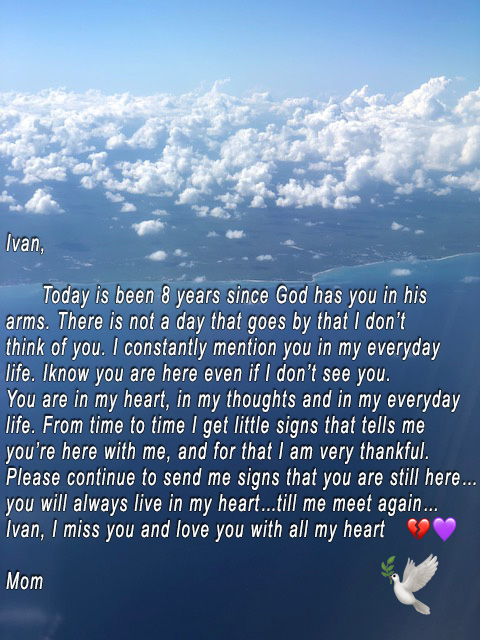 Ivan,
Today is been 8 years since God has you in his
arms. There is not a day that goes by that I don't
think of you. I constantly mention you in my everyday
life. Iknow you are here even if I don't see you.
You are in my heart, in my thoughts and in my everyday
life. From time to time I get little signs that tells me
you're here with me, and for that I am very thankful.
Please continue to send me signs that you are still here...
you will always live in my heart...till me meet again...
Ivan, I miss you and love you with all my heart 💔💜
Mom